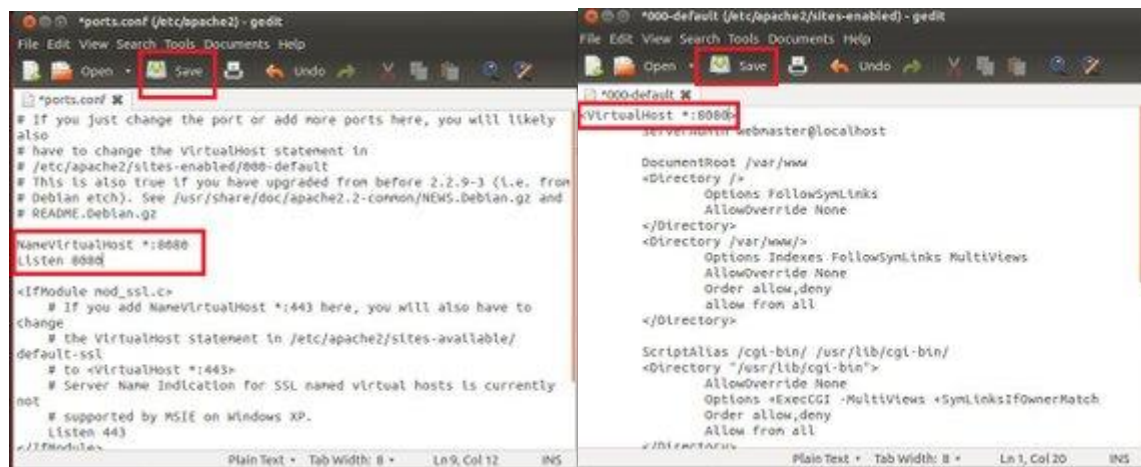 *ports.conf (/etc/apache2) - gedit
File Edit View Search Tools Documents Help
Open Save Undo
*ports.conf
# If you just change the port or add more ports here, you will likely
also
# have to change the VirtualHost statement in
# /etc/apache2/sites-enabled/000-default
# This is also true if you have upgraded from before 2.2.9-3 (i.e. from
# Debian etch). See /usr/share/doc/apache2.2-common/NEWS.Debian.gz and
# README.Debian.gz
NameVirtualHost *:8080
Listen 8080
<IfModule mod_ssl.c>
# If you add NameVirtualHost *:443 here, you will also have to
change
# the VirtualHost statement in /etc/apache2/sites-available/
default-ssl
# to <VirtualHost *:443>
# Server Name Indication for SSL named virtual hosts is currently
not
# supported by MSIE on Windows XP.
Listen 443
</IfModule>
Plain Text Tab Width: 8 Ln 9, Col 12 INS
*000-default (/etc/apache2/sites-enabled) - gedit
File Edit View Search Tools Documents Help
Open Save Undo
*000-default
<VirtualHost *:8080>
ServerAdmin webmaster@localhost
DocumentRoot /var/www
<Directory />
Options FollowSymLinks
AllowOverride None
</Directory>
<Directory /var/www/>
Options Indexes FollowSymLinks MultiViews
AllowOverride None
Order allow,deny
allow from all
</Directory>
ScriptAlias /cgi-bin/ /usr/lib/cgi-bin/
<Directory "/usr/lib/cgi-bin">
AllowOverride None
Options +ExecCGI -MultiViews +SymLinksIfOwnerMatch
Order allow,deny
Allow from all
</Directory>
Plain Text Tab Width: 8 Ln 1, Col 20 INS